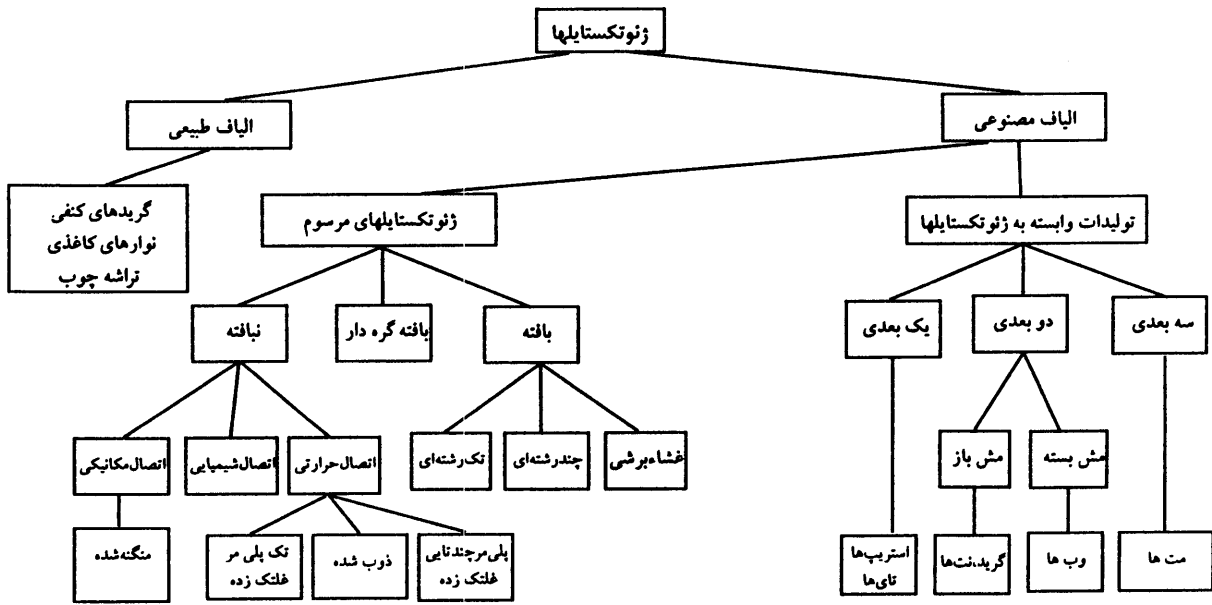 ژئوتکستایلها
الیاف مصنوعی
الیاف طبیعی
تولیدات وابسته به ژئوتکستایلها
ژئوتکستایلهای مرسوم
گریدهای کنفی
نوارهای کاغذی
تراشه چوب
سه بعدی
دو بعدی
یک بعدی
بافته
بافته گره دار
نبافته
مش بسته
مش باز
غشاءبرشی
چندرشته‌ای
تک‌رشته‌ای
اتصال‌حرارتی
اتصال‌شیمیایی
اتصال‌مکانیکی
مت ها
وب ها
گرید،نت‌ها
استریپ‌ها
تای‌ها
پلی‌مرچندتایی
غلتک زده
ذوب شده
تک پلی مر
غلتک زده
منگنه‌شده